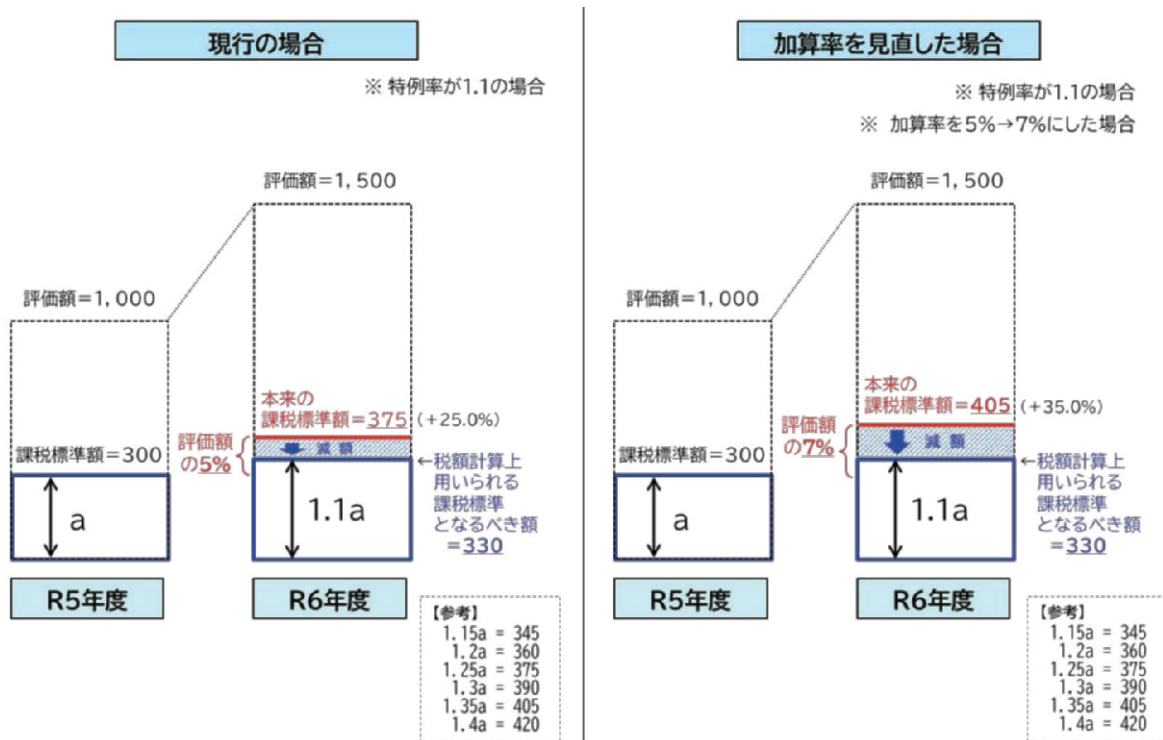 現行の場合
※ 特例率が1.1の場合
評価額=1,500
評価額=1,000
本来の
課税標準額=375 (+25.0%)
評価額
の5%
減額
課税標準額=300
←税額計算上
用いられる
課税標準
となるべき額
=330
a
1.1a
R5年度
R6年度
【参考】
1.15a = 345
1.2a = 360
1.25a = 375
1.3a = 390
1.35a = 405
1.4a = 420
加算率を見直した場合
※ 特例率が1.1の場合
※ 加算率を5%→7%にした場合
評価額=1,500
評価額=1,000
本来の
課税標準額=405 (+35.0%)
評価額
の7%
減額
課税標準額=300
←税額計算上
用いられる
課税標準
となるべき額
=330
a
1.1a
R5年度
R6年度
【参考】
1.15a = 345
1.2a = 360
1.25a = 375
1.3a = 390
1.35a = 405
1.4a = 420